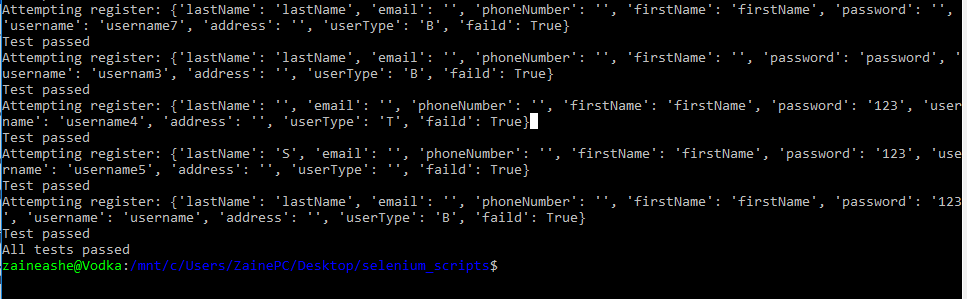 Attempting register: {'lastName': 'lastName', 'email': '', 'phoneNumber': '', 'firstName': 'firstName', 'password': '',
'username': 'username7', 'address': '', 'userType': 'B', 'faild': True}
Test passed
Attempting register: {'lastName': 'lastName', 'email': '', 'phoneNumber': '', 'firstName': '', 'password': 'password', '
username': 'usernam3', 'address': '', 'userType': 'B', 'faild': True}
Test passed
Attempting register: {'lastName': '', 'email': '', 'phoneNumber': '', 'firstName': 'firstName', 'password': '123', 'user
name': 'username4', 'address': '', 'userType': 'T', 'faild': True}
Test passed
Attempting register: {'lastName': 'S', 'email': '', 'phoneNumber': '', 'firstName': 'firstName', 'password': '123', 'use
rname': 'username5', 'address': '', 'userType': '', 'faild': True}
Test passed
Attempting register: {'lastName': 'lastName', 'email': '', 'phoneNumber': '', 'firstName': 'firstName', 'password': '123
', 'username': 'username', 'address': '', 'userType': 'B', 'faild': True}
Test passed
All tests passed
zaineashe@Vodka:/mnt/c/Users/ZainePC/Desktop/selenium_scripts$